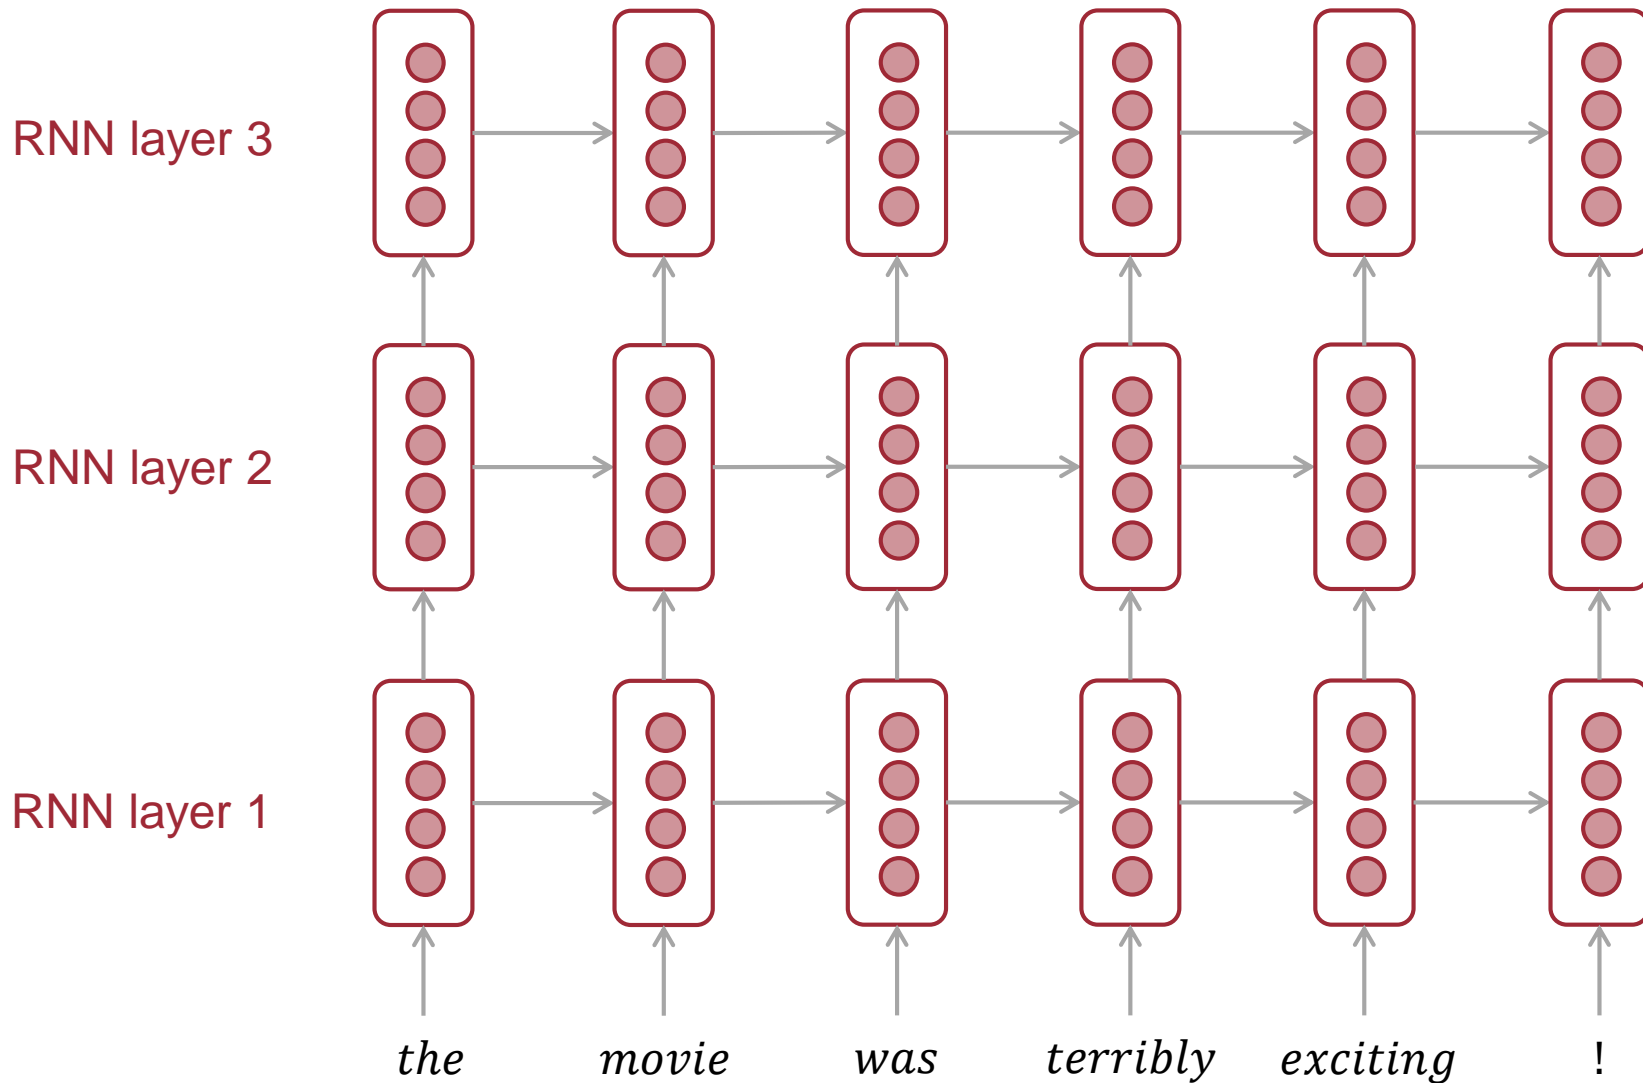 RNN layer 3
RNN layer 2
RNN layer 1
the movie was terribly exciting !